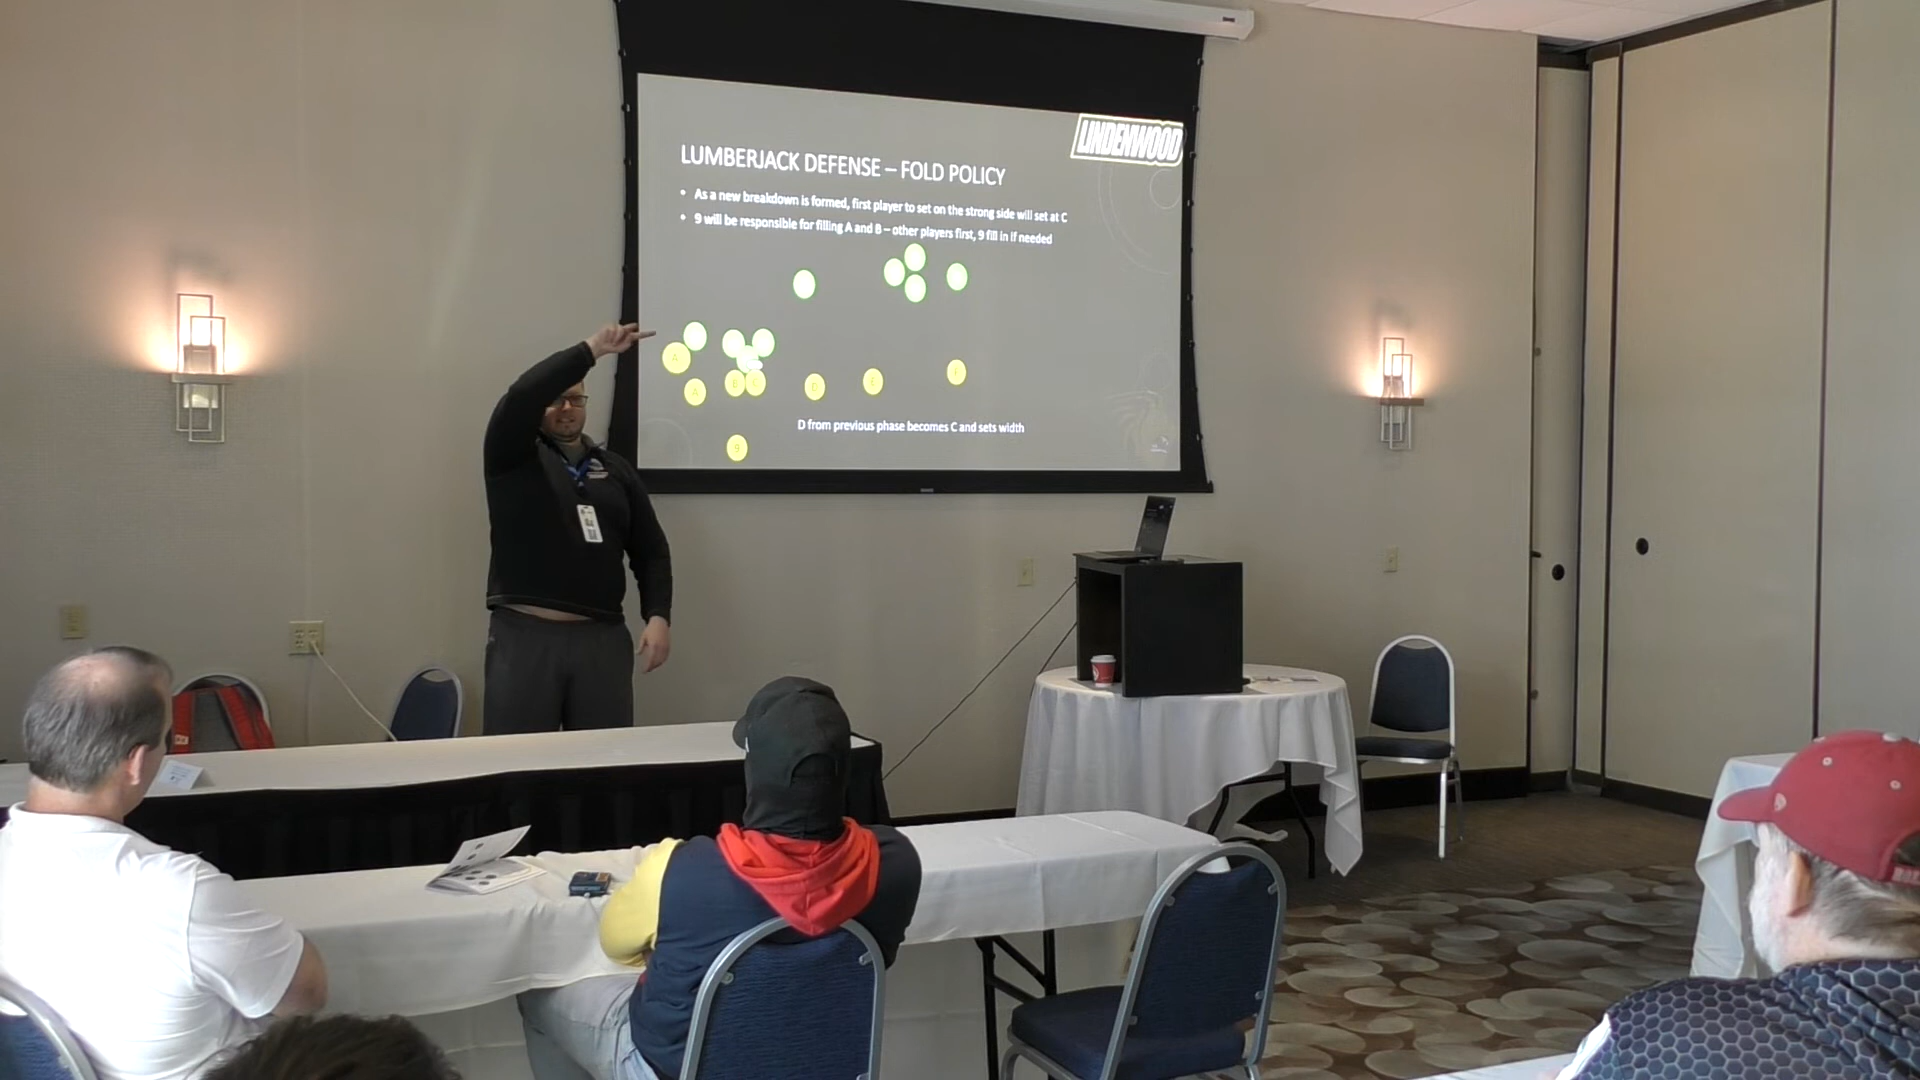 LINDENWOOD
LUMBERJACK DEFENSE – FOLD POLICY
• As a new breakdown is formed, first player to set on the strong side will set at C
• 9 will be responsible for filling A and B – other players first, 9 fill in if needed
A
A
B
C
D
E
9
D from previous phase becomes C and sets width